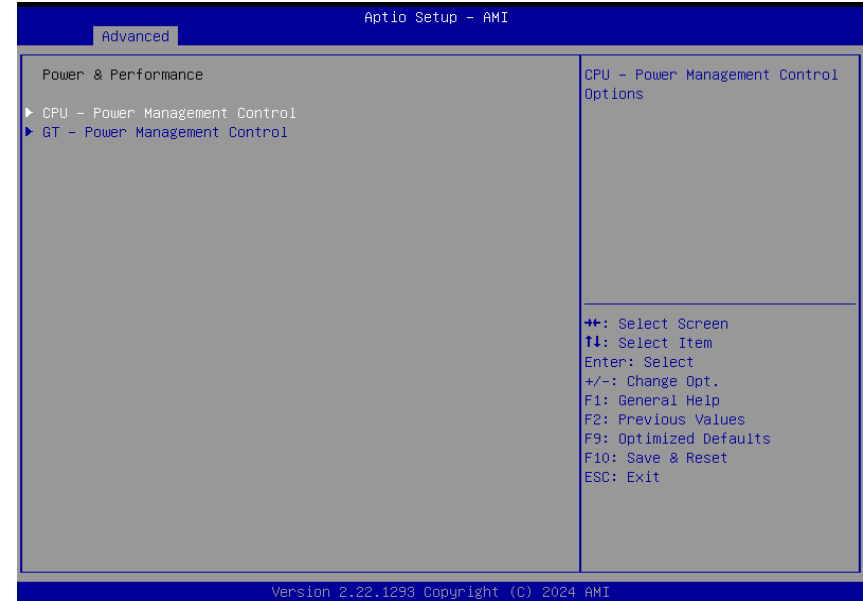 Aptio Setup – AMI
Advanced
Power & Performance
CPU – Power Management Control
GT – Power Management Control
CPU – Power Management Control
Options
→←: Select Screen
↑↓: Select Item
Enter: Select
+/-: Change Opt.
F1: General Help
F2: Previous Values
F9: Optimized Defaults
F10: Save & Reset
ESC: Exit
Version 2.22.1293 Copyright (C) 2024 AMI